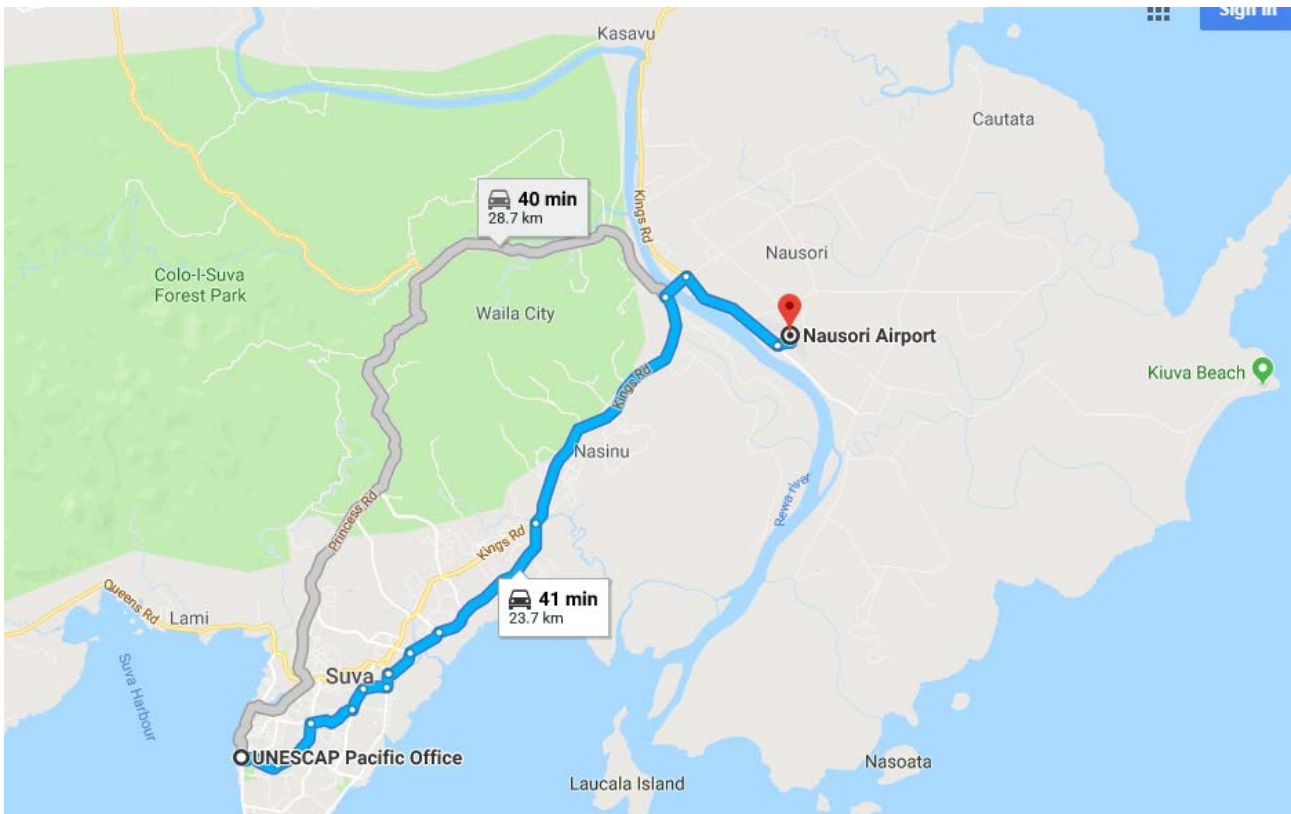 Sign in
Kasavu
Cautata
40 min
28.7 km
Kings Rd
Nausori
Colo-I-Suva
Forest Park
Waila City
Nausori Airport
Kiuva Beach
Kings Rd
Nasinu
Rewa river
Princess Rd
Kings Rd
Queens Rd
Lami
41 min
23.7 km
Suva Harbour
Suva
UNESCAP Pacific Office
Nasoata
Laucala Island